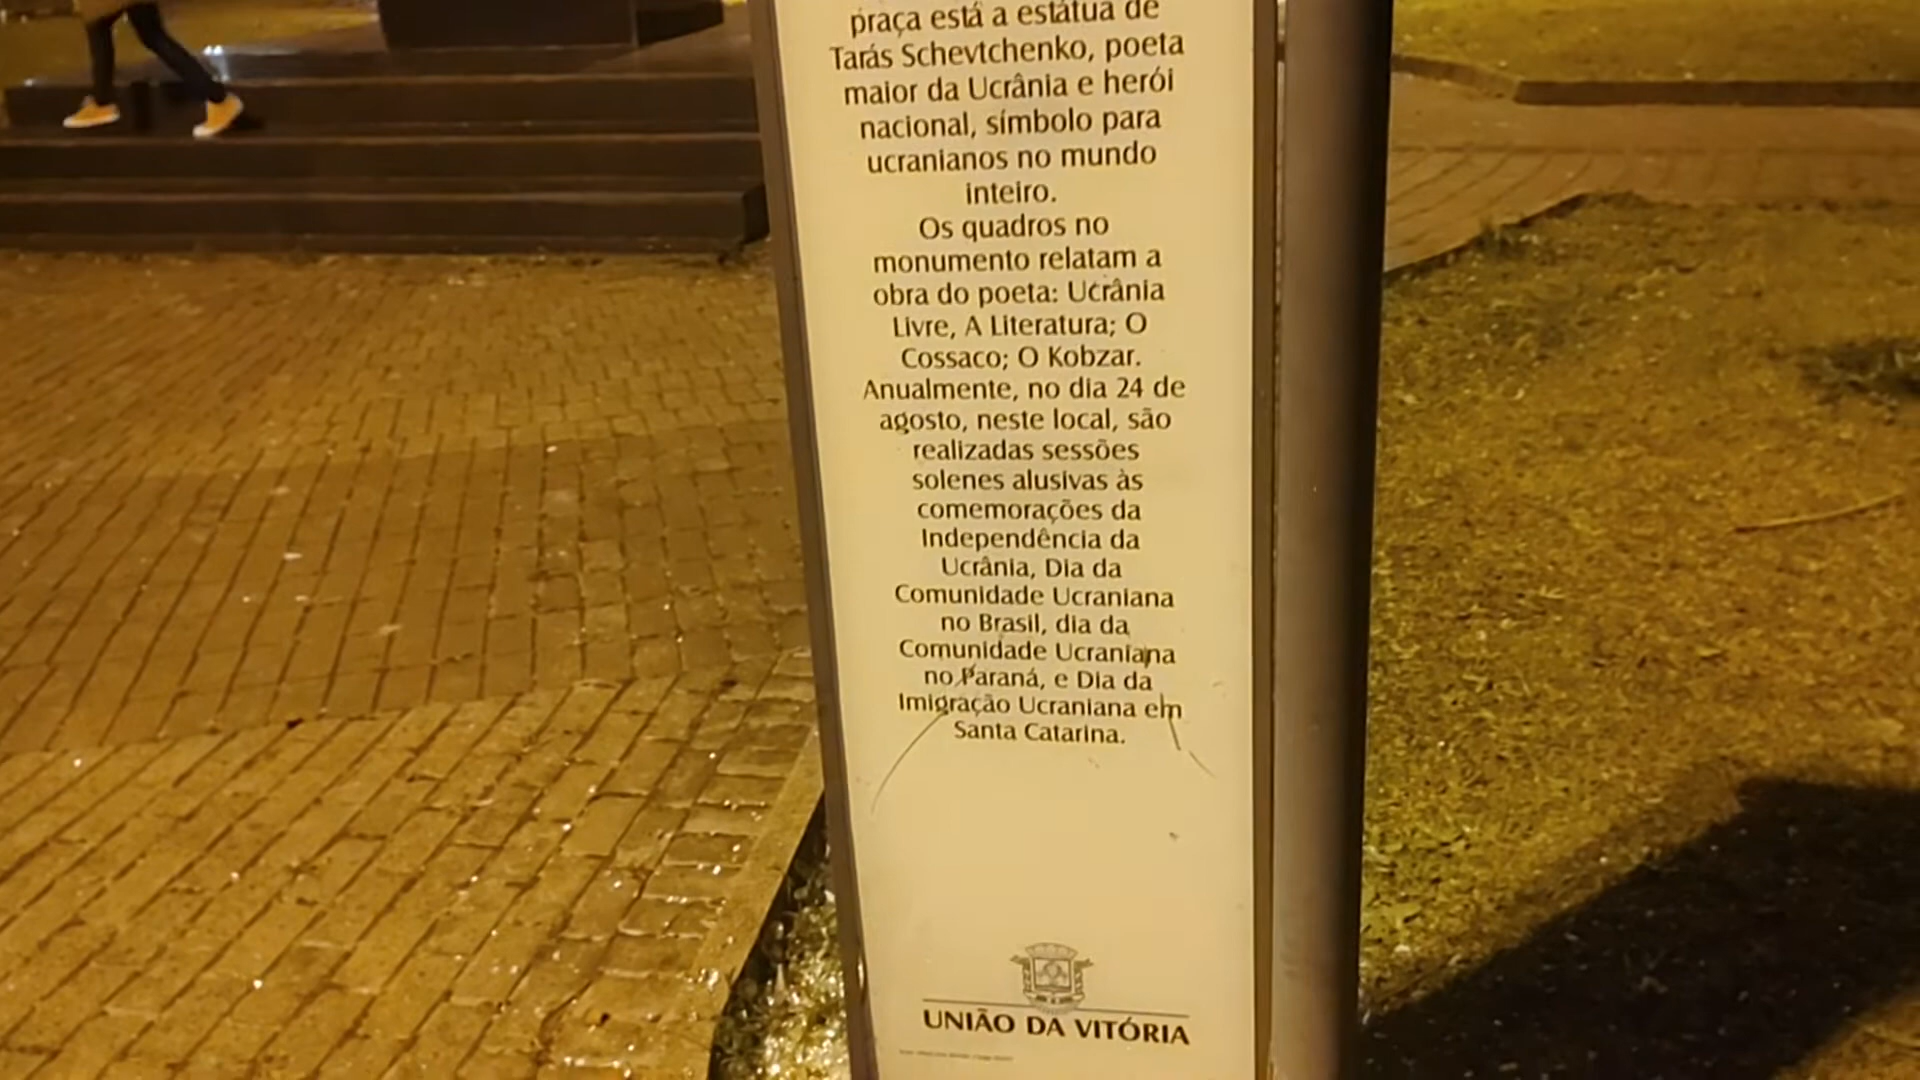 praça está a estátua de
Tarás Schevtchenko, poeta
maior da Ucrânia e herói
nacional, símbolo para
ucranianos no mundo
inteiro.
Os quadros no
monumento relatam a
obra do poeta: Ucrânia
Livre, A Literatura; O
Cossaco; O Kobzar.
Anualmente, no dia 24 de
agosto, neste local, são
realizadas sessões
solenes alusivas às
comemorações da
Independência da
Ucrânia, Dia da
Comunidade Ucraniana
no Brasil, dia da
Comunidade Ucraniana
no Paraná, e Dia da
Imigração Ucraniana em
Santa Catarina.
UNIÃO DA VITÓRIA